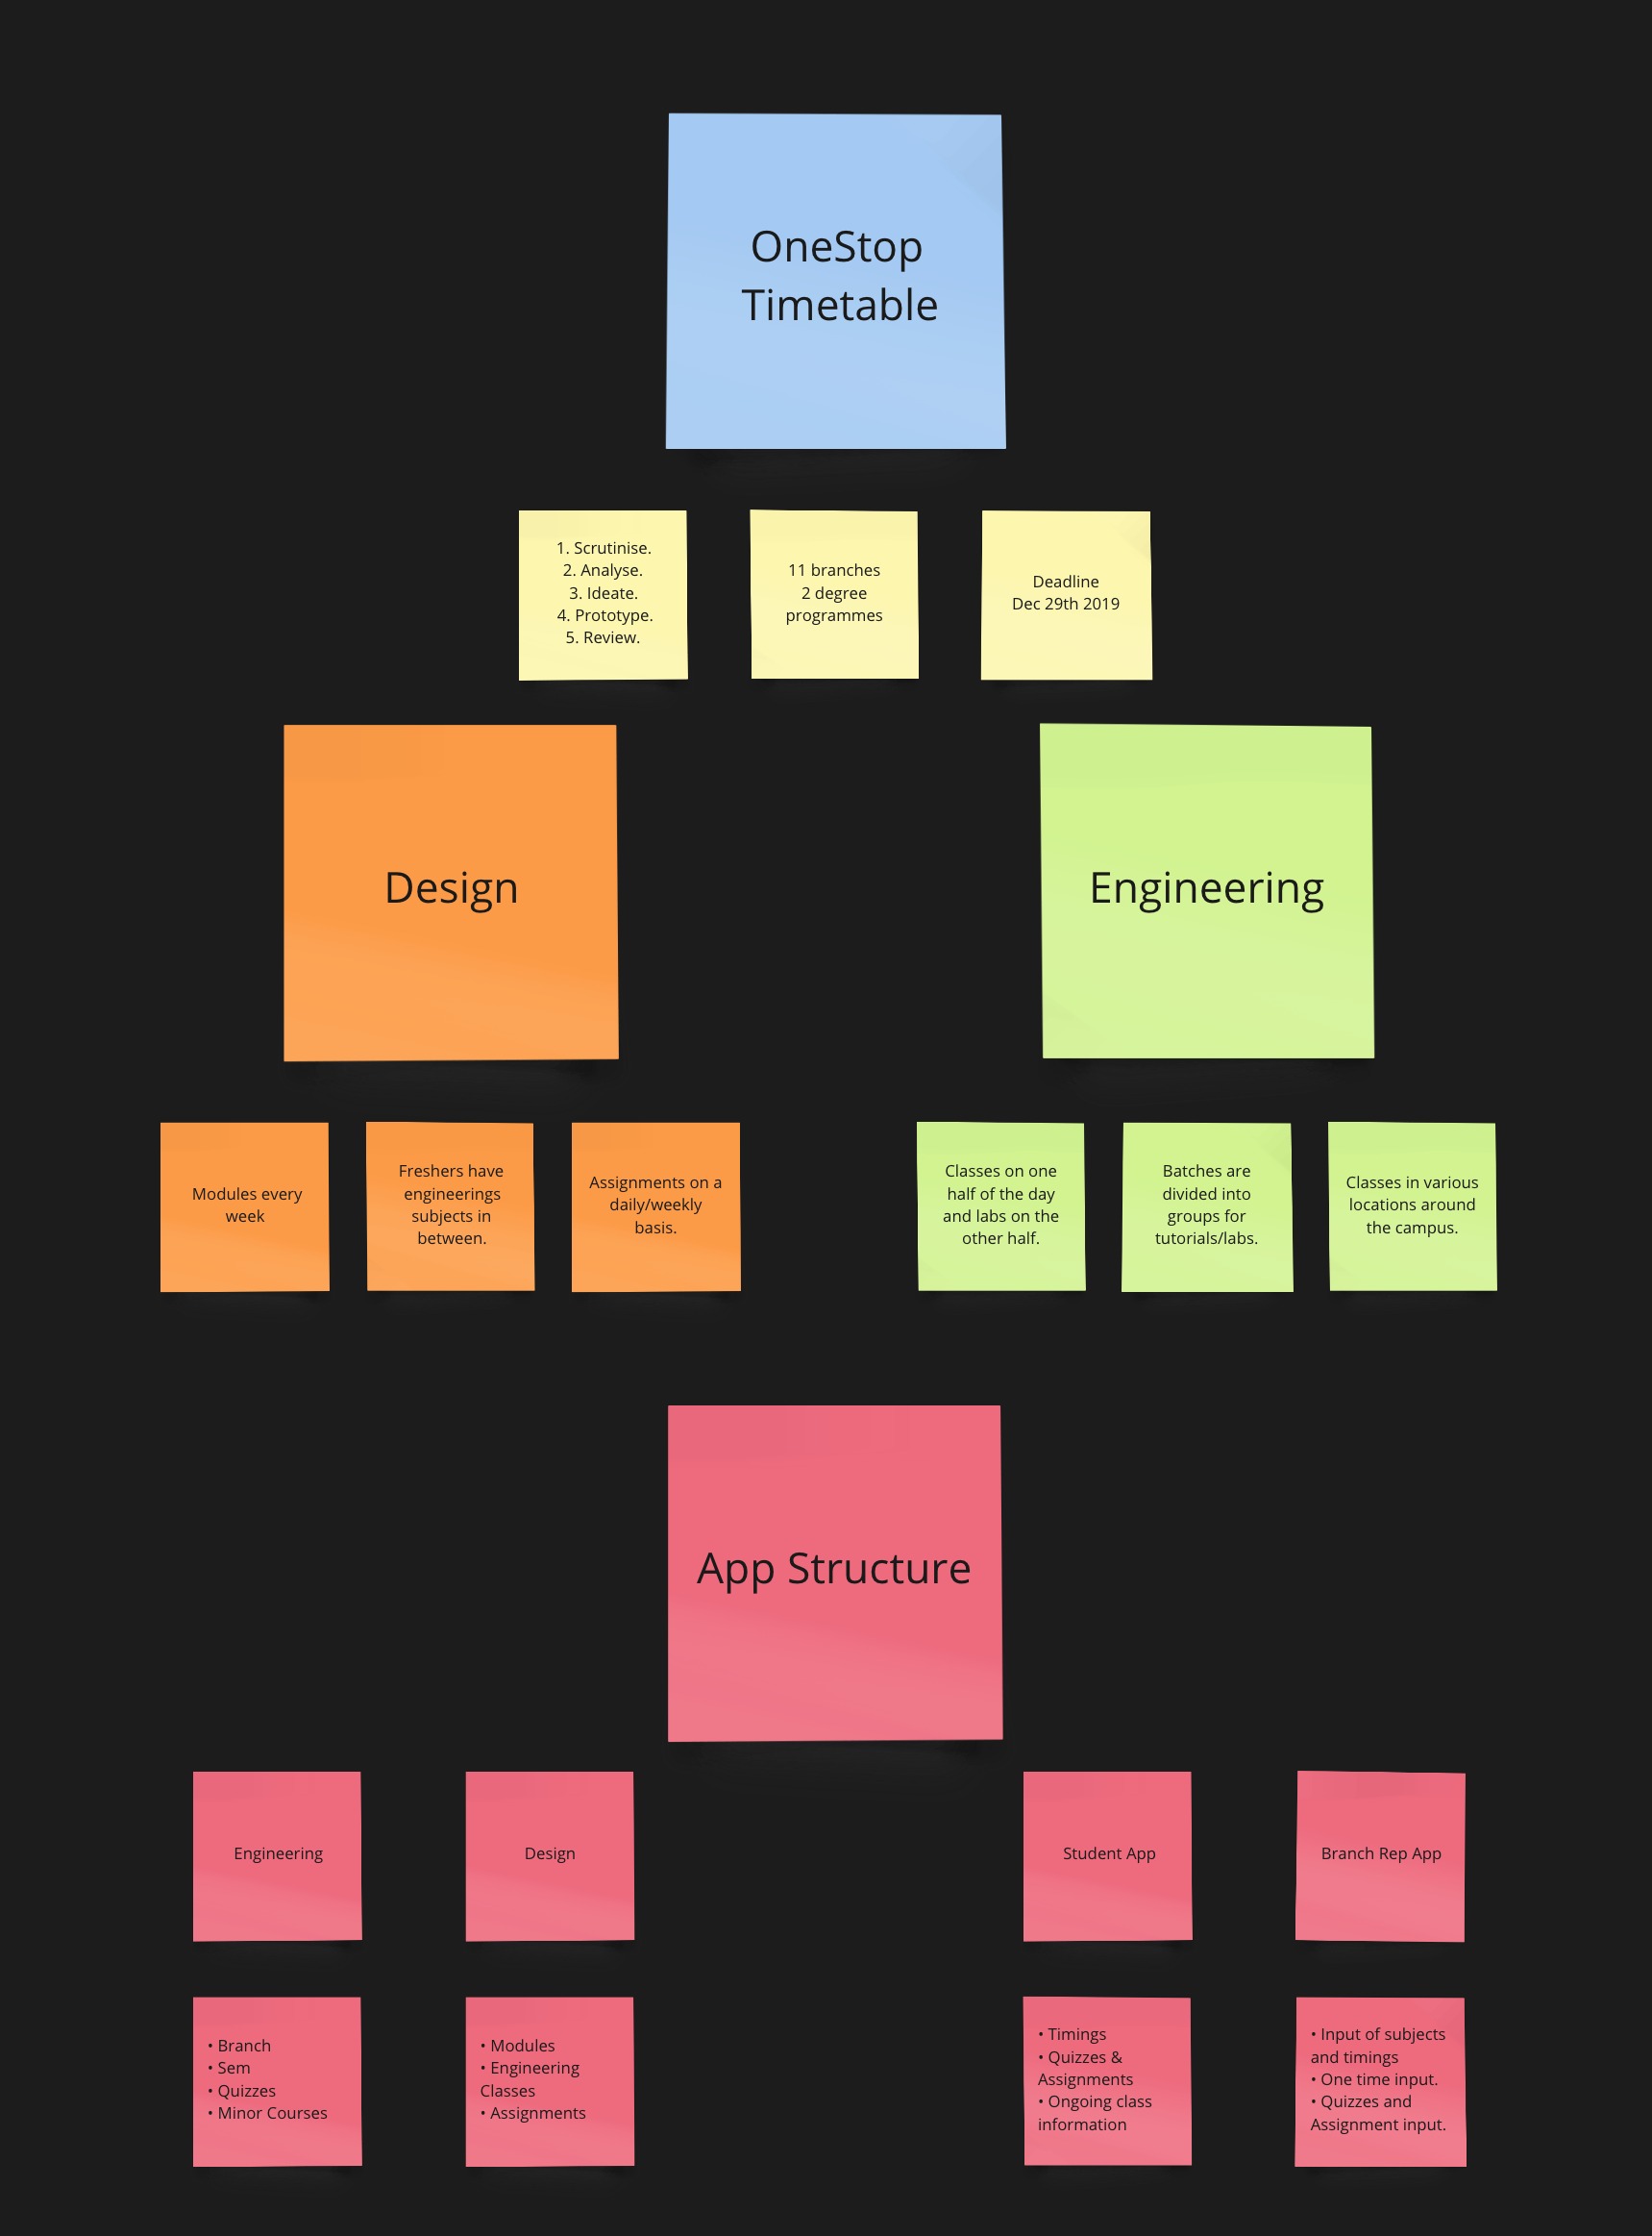 OneStop
Timetable
1. Scrutinise.
2. Analyse.
3. Ideate.
4. Prototype.
5. Review.
11 branches
2 degree
programmes
Deadline
Dec 29th 2019
Design
Engineering
Modules every
week
Freshers have
engineerings
subjects in
between.
Assignments on a
daily/weekly
basis.
Classes on one
half of the day
and labs on the
other half.
Batches are
divided into
groups for
tutorials/labs.
Classes in various
locations around
the campus.
App Structure
Engineering
Design
Student App
Branch Rep App
• Branch
• Sem
• Quizzes
• Minor Courses
• Modules
• Engineering
Classes
• Assignments
• Timings
• Quizzes &
Assignments
• Ongoing class
information
• Input of subjects
and timings
• One time input.
• Quizzes and
Assignment input.